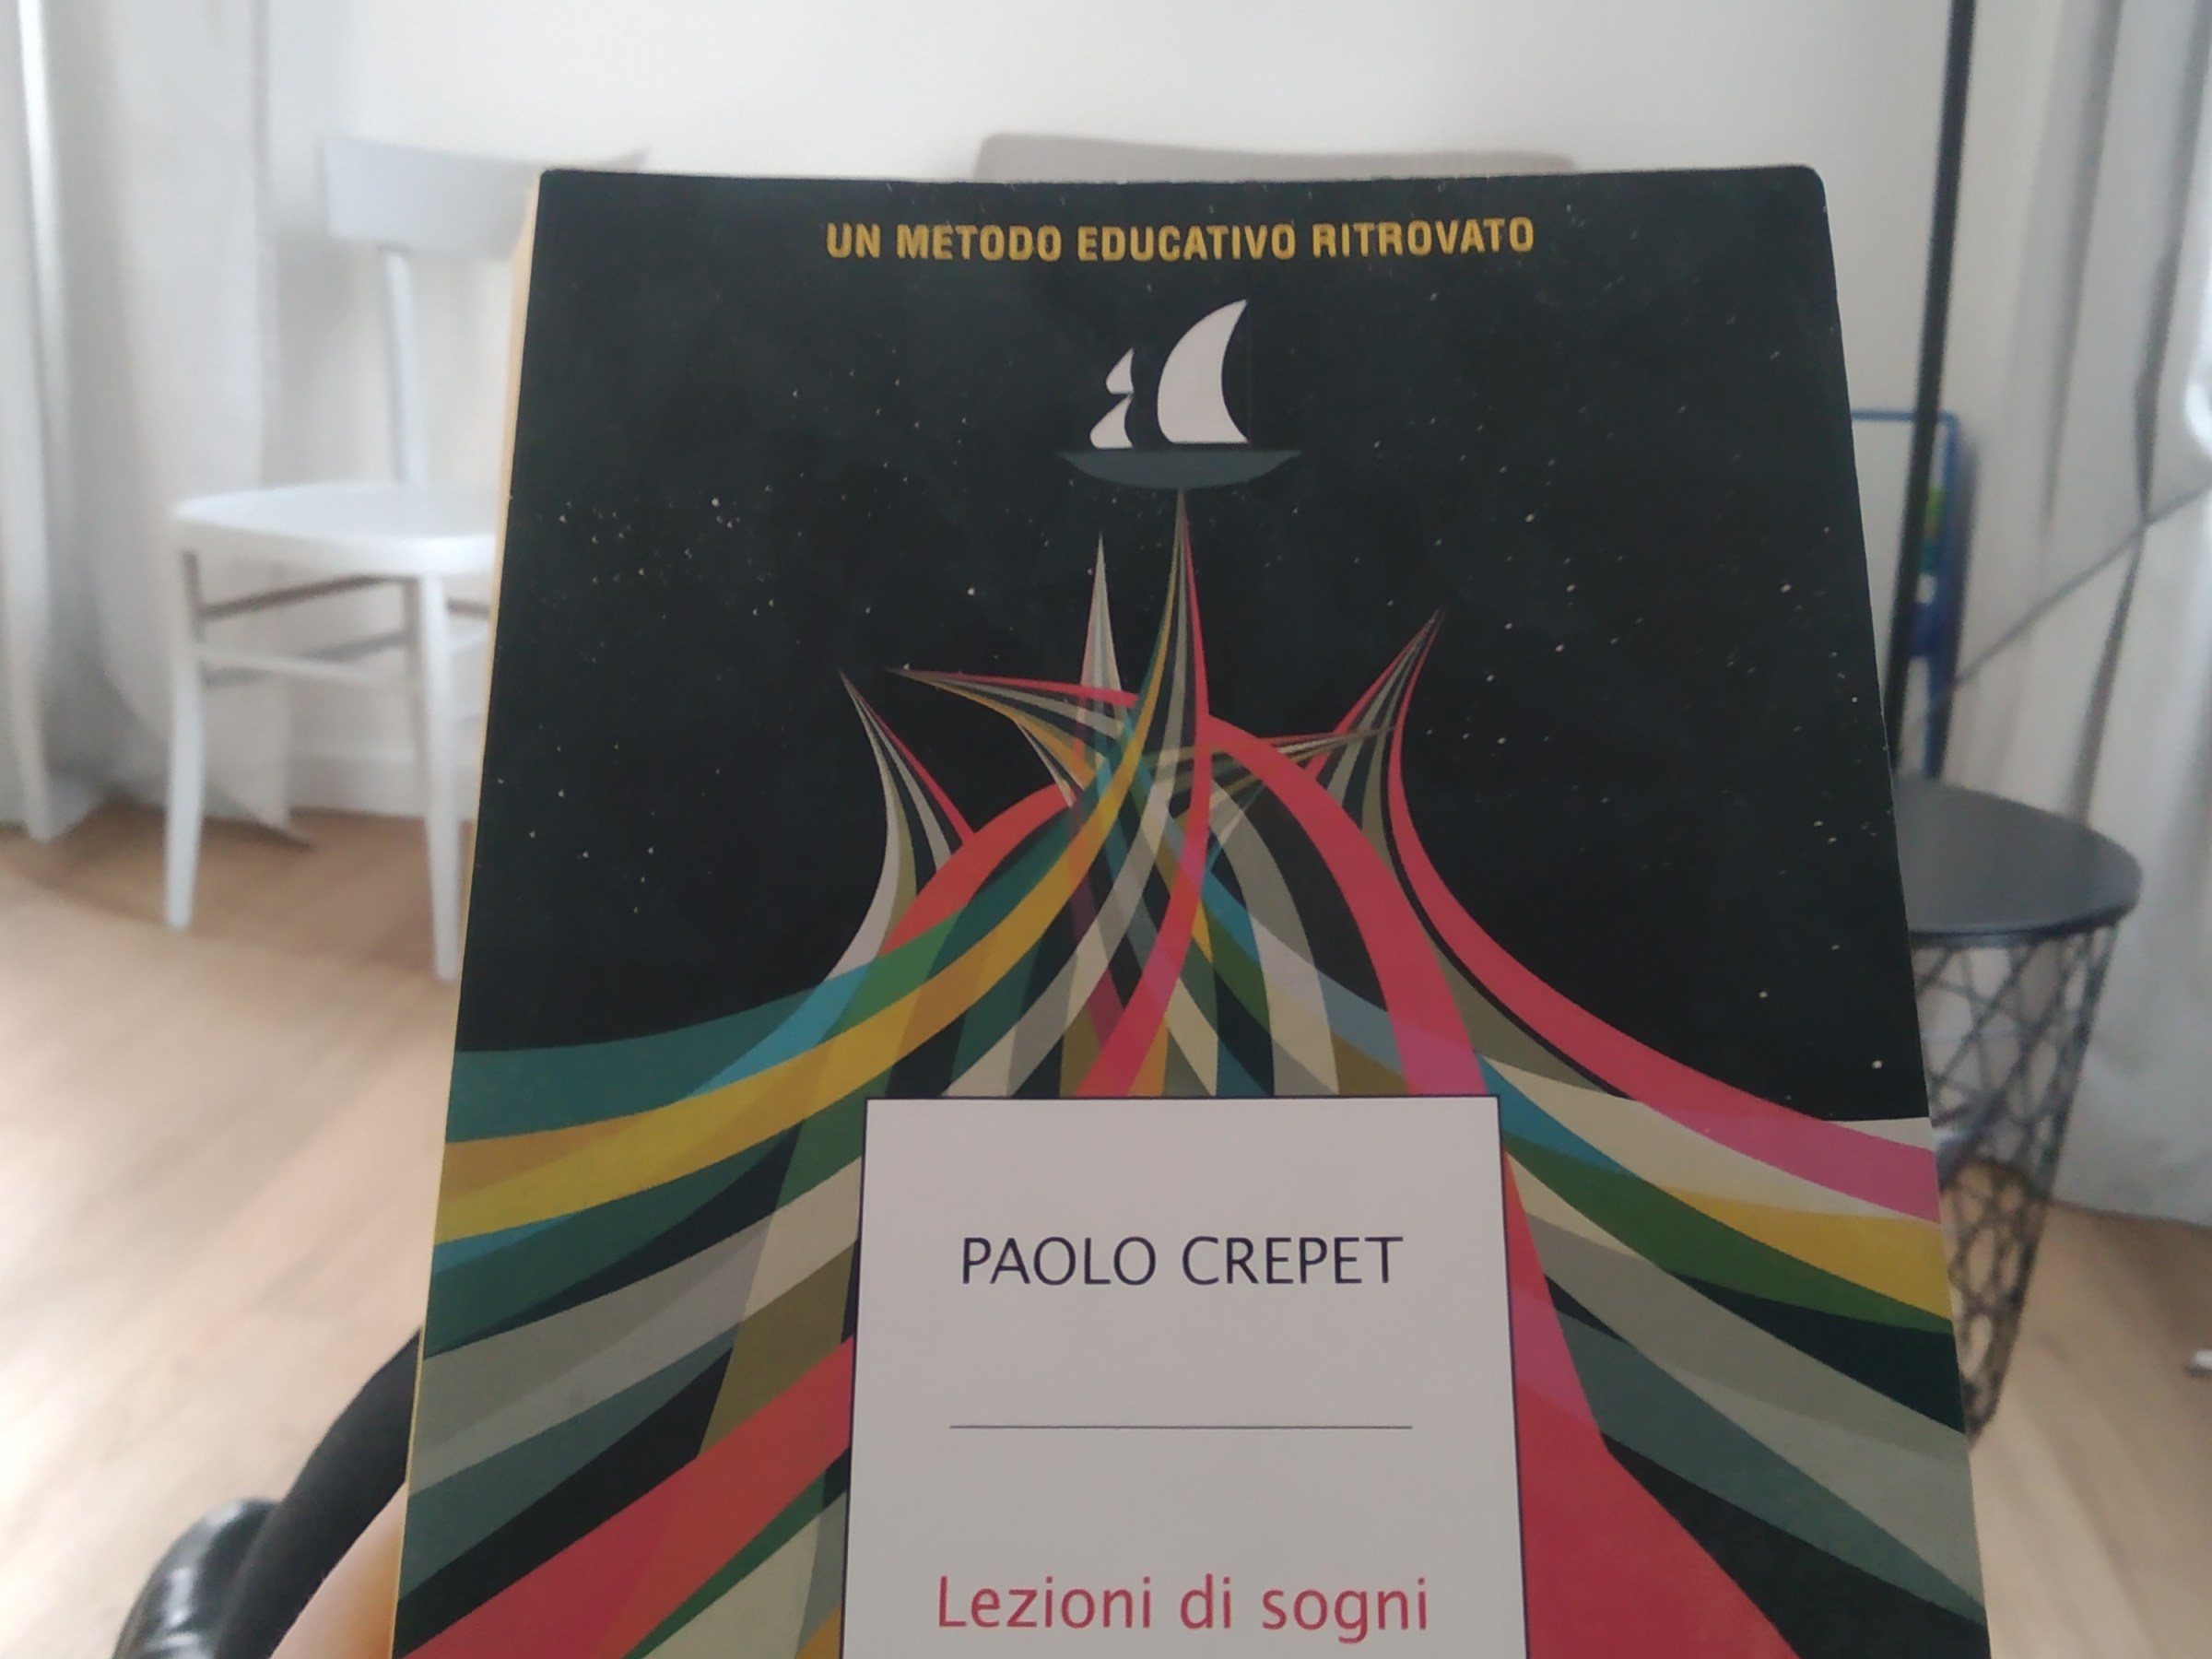 UN METODO EDUCATIVO RITROVATO
PAOLO CREPET
Lezioni di sogni